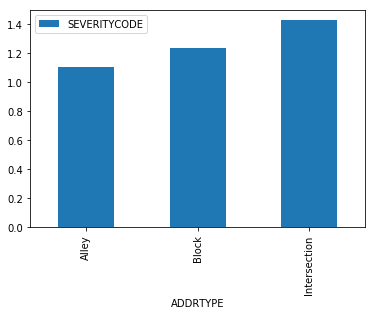 SEVERITYCODE
1.4
1.2
1.0
0.8
0.6
0.4
0.2
0.0
Alley
Block
Intersection
ADDRTYPE